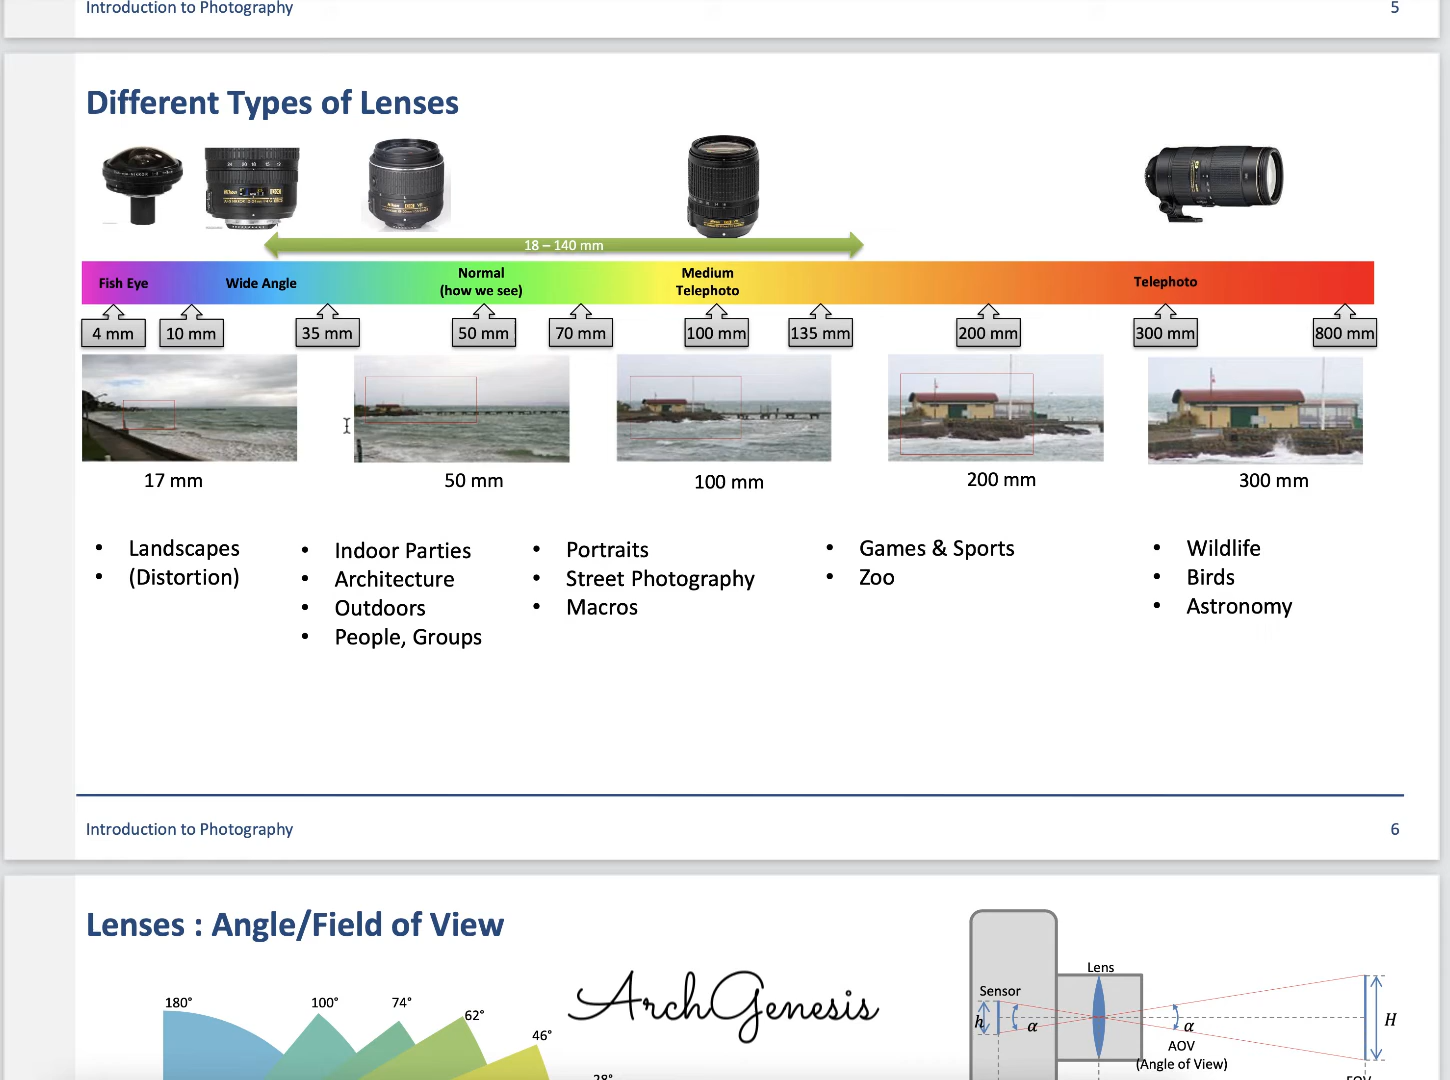 Introduction to Photography
5
Different Types of Lenses
18 – 140 mm
Fish Eye
Wide Angle
Normal
(how we see)
Medium
Telephoto
Telephoto
4 mm
10 mm
35 mm
50 mm
70 mm
100 mm
135 mm
200 mm
300 mm
800 mm
17 mm
50 mm
100 mm
200 mm
300 mm
• Landscapes
• (Distortion)
• Indoor Parties
• Architecture
• Outdoors
• People, Groups
• Portraits
• Street Photography
• Macros
• Games & Sports
• Zoo
• Wildlife
• Birds
• Astronomy
Introduction to Photography
6
Lenses : Angle/Field of View
180°
100°
74°
62°
46°
28°
ArchGenesis
Lens
Sensor
h
α
α
H
AOV
(Angle of View)